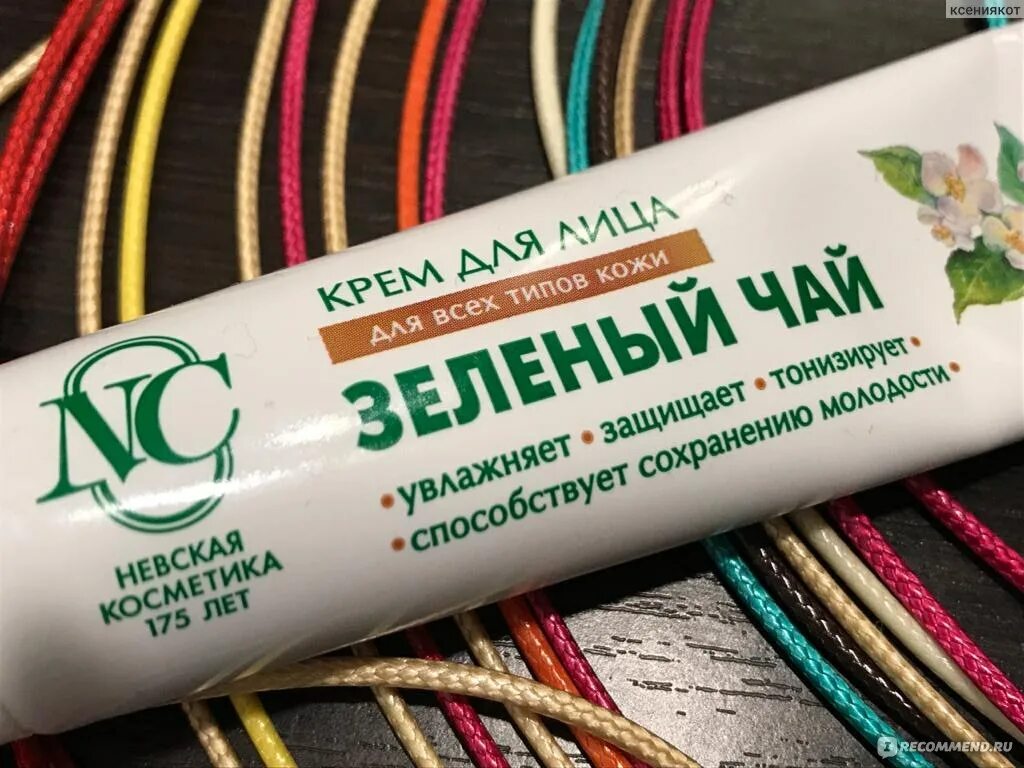 ксениякот
КРЕМ ДЛЯ ЛИЦА
ДЛЯ ВСЕХ ТИПОВ КОЖИ
ЗЕЛЕНЫЙ ЧАЙ
• увлажняет • защищает • тонизирует •
• способствует сохранению молодости •
NC
НЕВСКАЯ
КОСМЕТИКА
175 ЛЕТ
RECOMMEND.RU